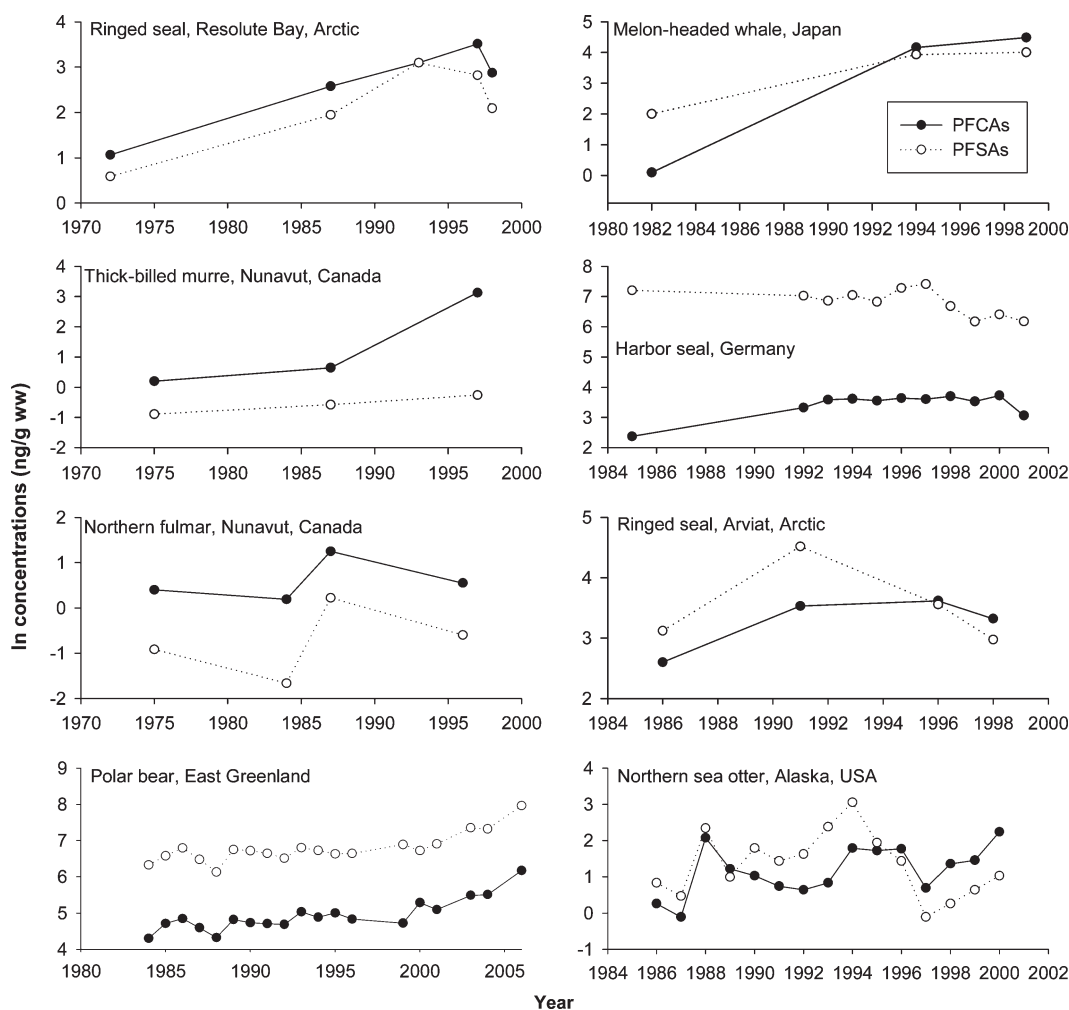 Ringed seal, Resolute Bay, Arctic
4
3
2
1
0
1970 1975 1980 1985 1990 1995 2000
Melon-headed whale, Japan
5
4
3
2
1
0
PFCAs
PFSAs
1980 1982 1984 1986 1988 1990 1992 1994 1996 1998 2000
Thick-billed murre, Nunavut, Canada
4
3
2
1
0
-1
-2
1970 1975 1980 1985 1990 1995 2000
Harbor seal, Germany
8
7
6
5
4
3
2
1984 1986 1988 1990 1992 1994 1996 1998 2000 2002
ln concentrations (ng/g ww)
Northern fulmar, Nunavut, Canada
2
1
0
-1
-2
1970 1975 1980 1985 1990 1995 2000
Ringed seal, Arviat, Arctic
5
4
3
2
1984 1986 1988 1990 1992 1994 1996 1998 2000
Polar bear, East Greenland
9
8
7
6
5
4
1980 1985 1990 1995 2000 2005
Northern sea otter, Alaska, USA
4
3
2
1
0
-1
1984 1986 1988 1990 1992 1994 1996 1998 2000 2002
Year